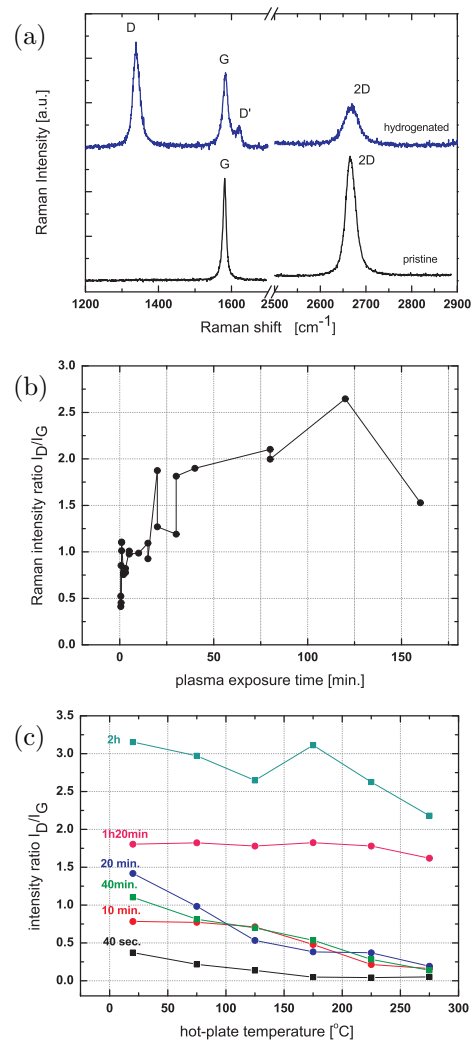 (a)
D
G
D'
2D
hydrogenated
G
2D
pristine
Raman Intensity [a.u.]
1200 1400 1600 2500 2600 2700 2800 2900
Raman shift [cm-1]
(b)
3.0
2.5
2.0
1.5
1.0
0.5
0.0
Raman intensity ratio ID/IG
0 50 100 150
plasma exposure time [min.]
(c)
3.5
3.0
2.5
2.0
1.5
1.0
0.5
0.0
intensity ratio ID/IG
2h
1h20min
20 min.
40min.
10 min.
40 sec.
0 50 100 150 200 250 300
hot-plate temperature [°C]